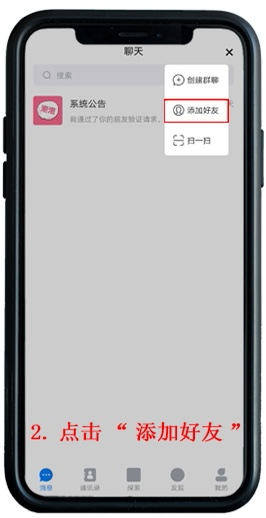 聊天
搜索
创建群聊
系统公告
天
添加好友
我通过了你的朋友验证请求，
扫一扫
2. 点击 “ 添加好友 ”
消息
通讯录
探索
发现
我的